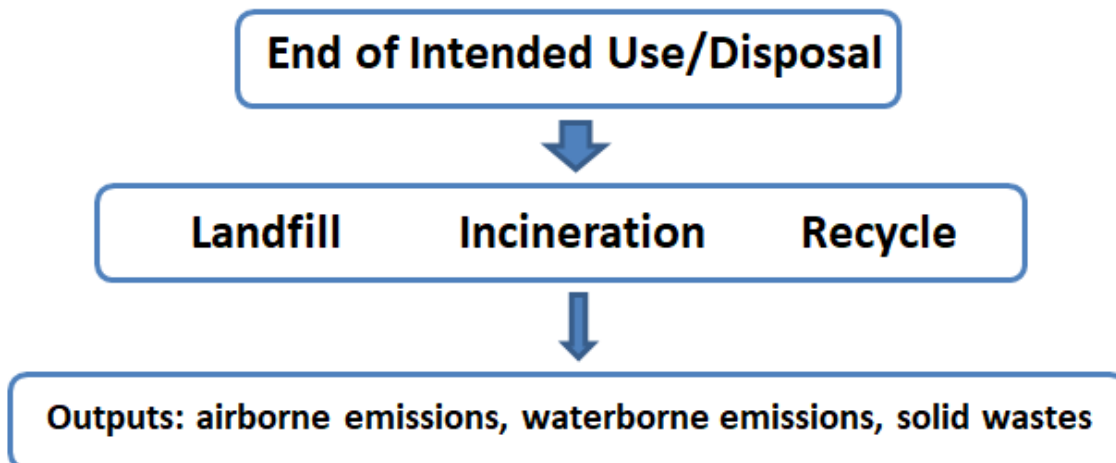 End of Intended Use/Disposal
Landfill Incineration Recycle
Outputs: airborne emissions, waterborne emissions, solid wastes